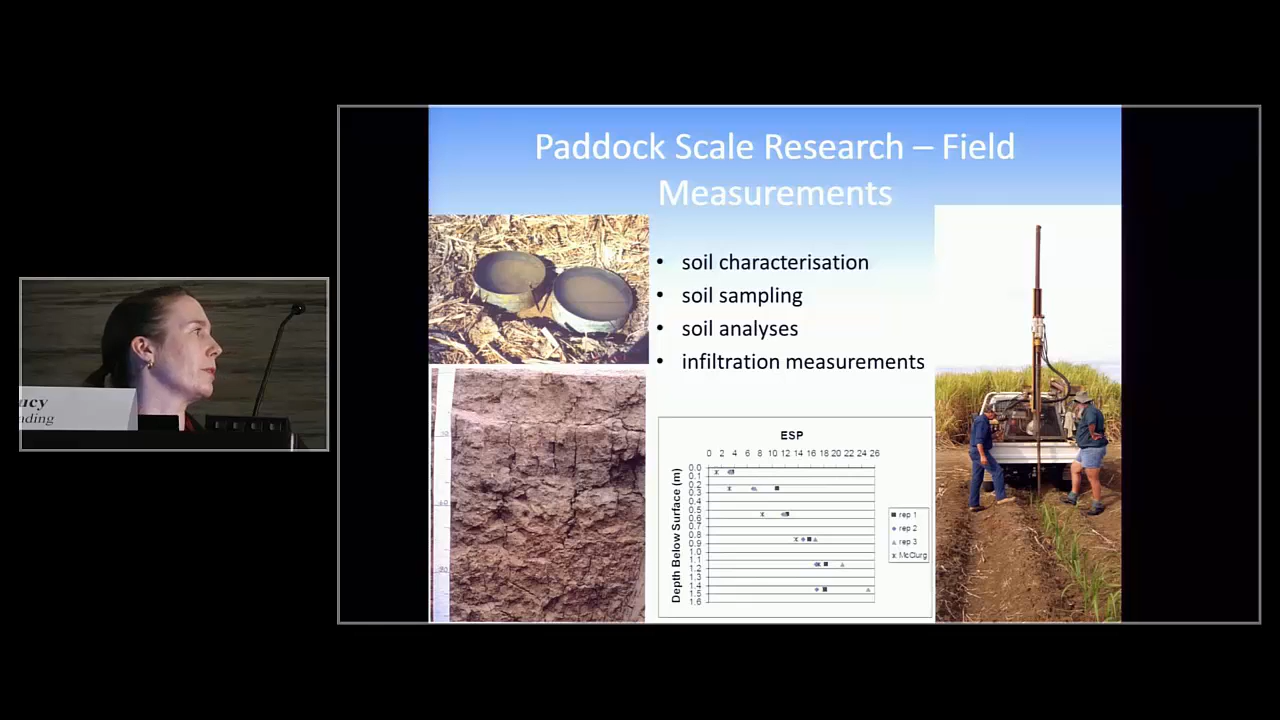 Paddock Scale Research – Field
Measurements
• soil characterisation
• soil sampling
• soil analyses
• infiltration measurements
ESP
0 2 4 6 8 10 12 14 16 18 20 22 24 26
Depth Below Surface (m)
0.0
0.1
0.2
0.3
0.4
0.5
0.6
0.7
0.8
0.9
1.0
1.1
1.2
1.3
1.4
1.5
1.6
rep 1
rep 2
rep 3
McClurg